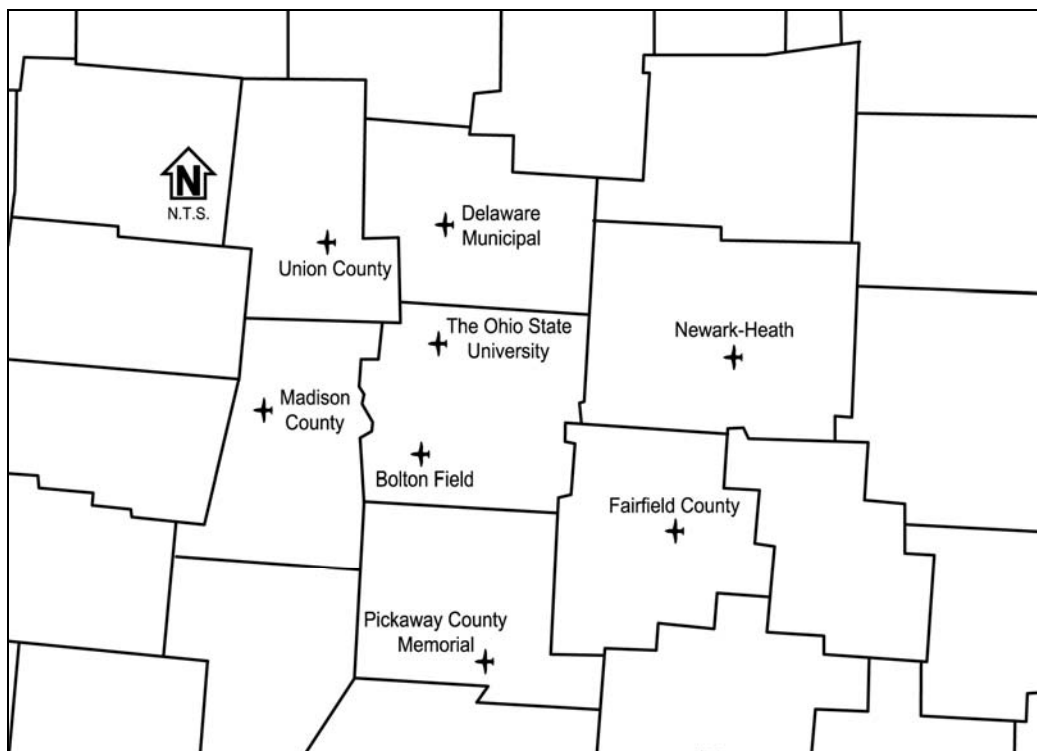 N
N.T.S.
Delaware
Municipal
Union County
The Ohio State
University
Newark-Heath
Madison
County
Bolton Field
Fairfield County
Pickaway County
Memorial